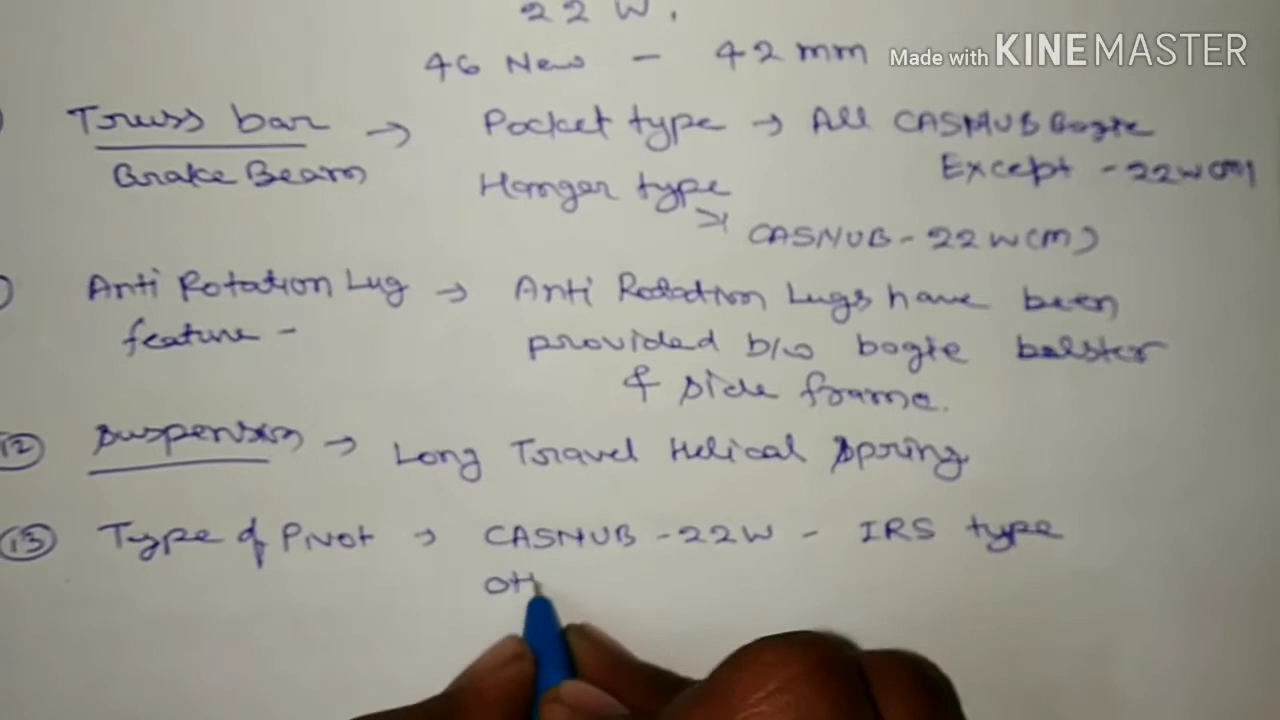 22 W.
Made with KINEMASTER
46 New - 42 mm
Truss bar → Pocket type → All CASNUB Bogie
Brake Beam Except - 22W(M)
Hanger type
→ CASNUB - 22W(M)
Anti Rotation Lug → Anti Rotation Lugs have been
feature - provided b/w bogie bolster
& side frame.
12 Suspension → Long Travel Helical Spring
13 Type of Pivot → CASNUB - 22W - IRS type
OH